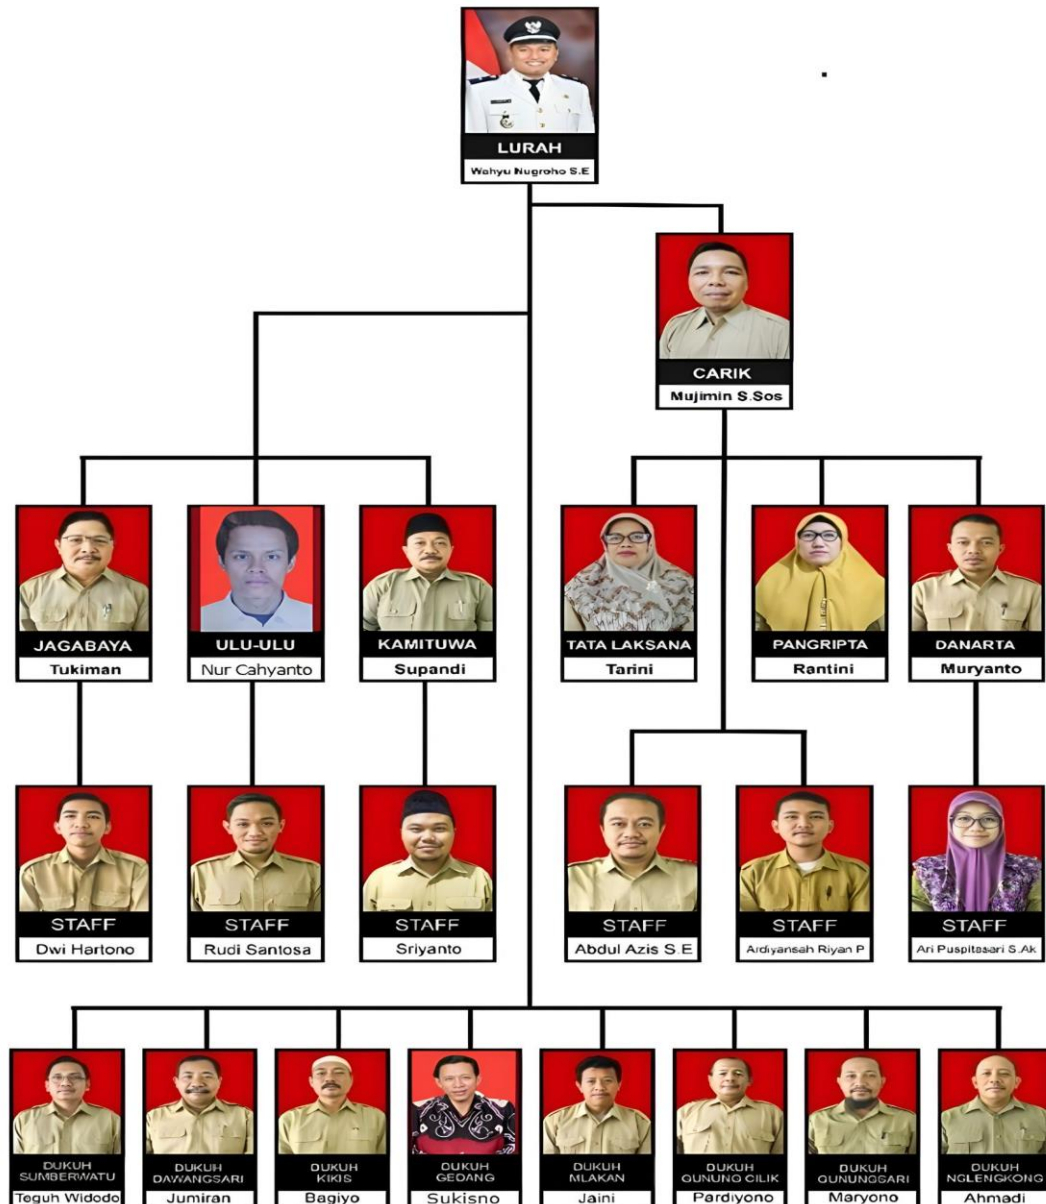 LURAH
Wahyu Nugroho S.E
CARIK
Mujimin S.Sos
JAGABAYA
Tukiman
ULU-ULU
Nur Cahyanto
KAMITUWA
Supandi
TATA LAKSANA
Tarini
PANGRIPTA
Rantini
DANARTA
Muryanto
STAFF
Dwi Hartono
STAFF
Rudi Santosa
STAFF
Sriyanto
STAFF
Abdul Azis S.E
STAFF
Ardiyansah Riyan P
STAFF
Ari Puspitasari S.Ak
DUKUH
SUMBERWATU
Teguh Widodo
DUKUH
DAWANGSARI
Jumiran
DUKUH
KIKIS
Bagiyo
DUKUH
GEDANG
Sukisno
DUKUH
MLAKAN
Jaini
DUKUH
GUNUNG CILIK
Pardiyono
DUKUH
GUNUNGSARI
Maryono
DUKUH
NGLENGKONG
Ahmadi